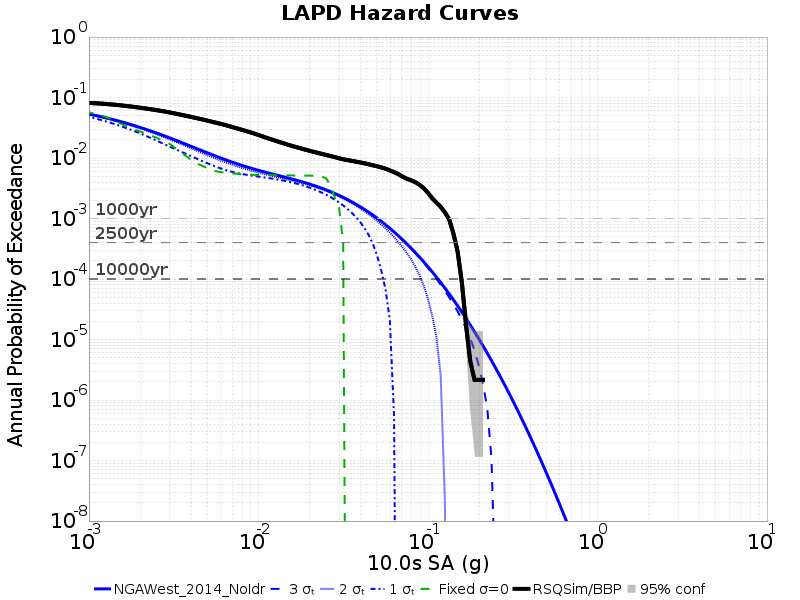 LAPD Hazard Curves
Annual Probability of Exceedance
10^0
10^-1
10^-2
10^-3
10^-4
10^-5
10^-6
10^-7
10^-8
1000yr
2500yr
10000yr
10^-3 10^-2 10^-1 10^0 10^1
10.0s SA (g)
NGAWest_2014_NoIdr 3 σₜ 2 σₜ 1 σₜ Fixed σ=0 RSQSim/BBP 95% conf